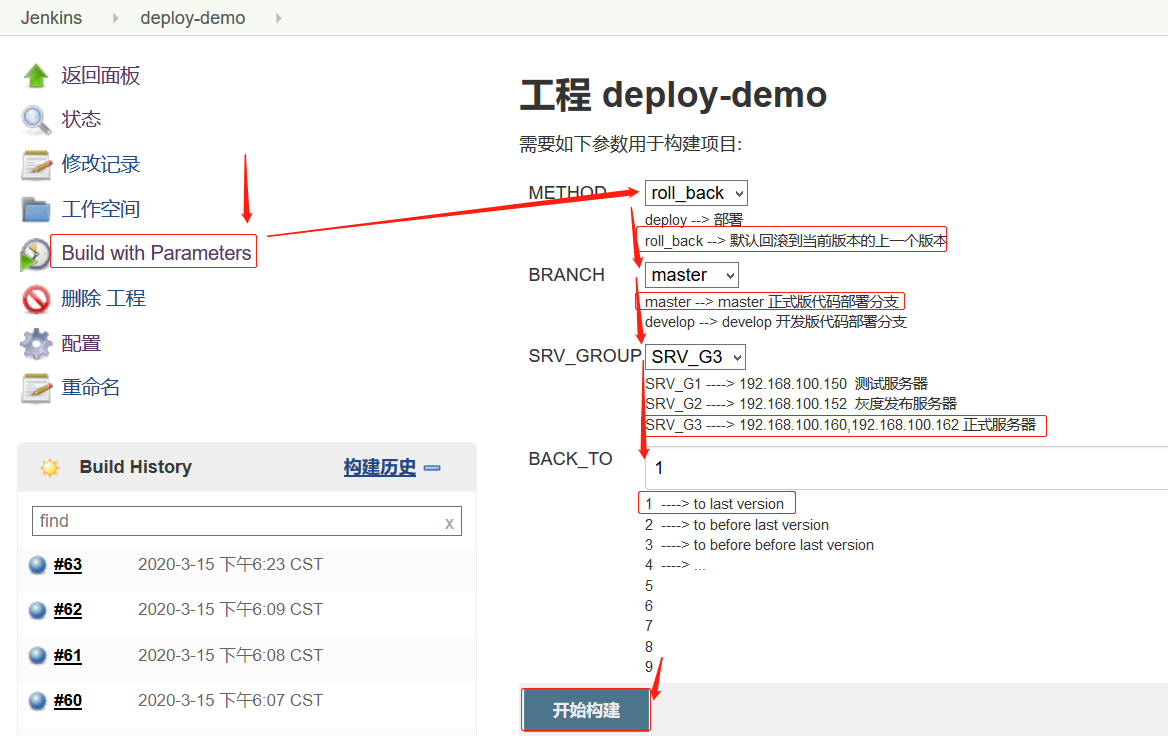 Jenkins
deploy-demo
返回面板
状态
修改记录
工作空间
Build with Parameters
删除 工程
配置
重命名
Build History
构建历史
find
x
#63 2020-3-15 下午6:23 CST
#62 2020-3-15 下午6:09 CST
#61 2020-3-15 下午6:08 CST
#60 2020-3-15 下午6:07 CST
工程 deploy-demo
需要如下参数用于构建项目:
METHOD
roll_back
deploy --> 部署
roll_back --> 默认回滚到当前版本的上一个版本
BRANCH
master
master --> master 正式版代码部署分支
develop --> develop 开发版代码部署分支
SRV_GROUP
SRV_G3
SRV_G1 ----> 192.168.100.150 测试服务器
SRV_G2 ----> 192.168.100.152 灰度发布服务器
SRV_G3 ----> 192.168.100.160,192.168.100.162 正式服务器
BACK_TO
1
1 ----> to last version
2 ----> to before last version
3 ----> to before before last version
4 ----> ...
5
6
7
8
9
开始构建